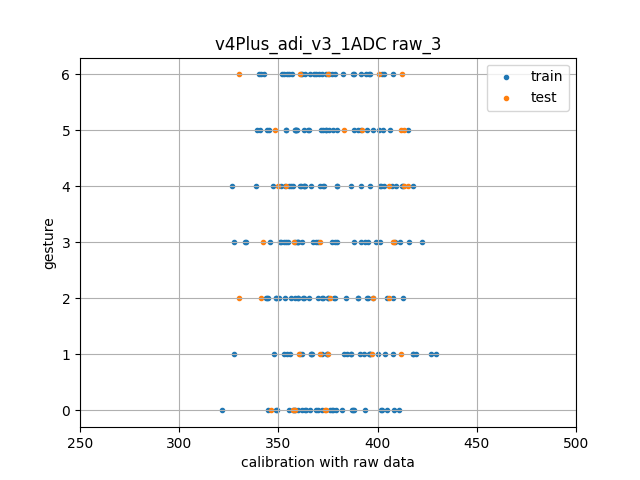 v4Plus_adi_v3_1ADC raw_3
train
test
gesture
6
5
4
3
2
1
0
250
300
350
400
450
500
calibration with raw data